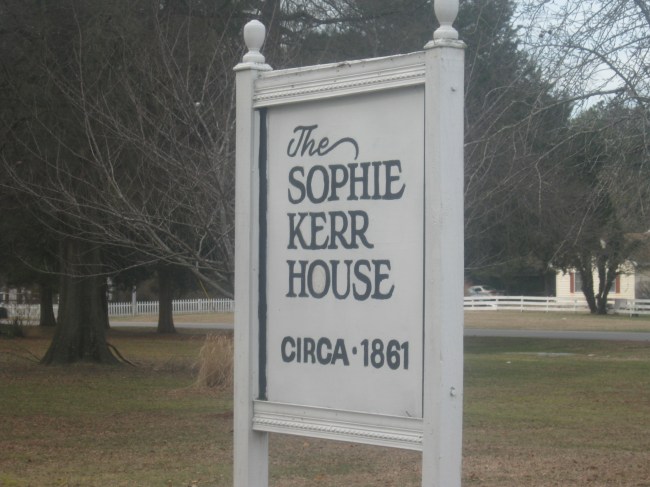 The
SOPHIE
KERR
HOUSE
CIRCA · 1861